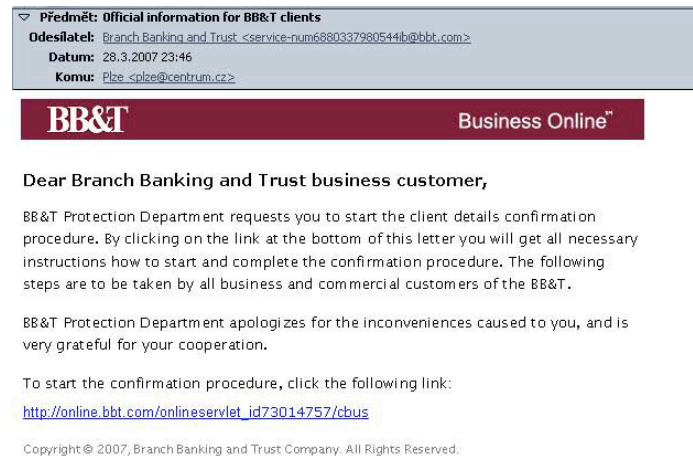 Předmět: Official information for BB&T clients
Odesílatel: Branch Banking and Trust <service-num6880337980544ib@bbt.com>
Datum: 28.3.2007 23:46
Komu: Plze <plze@centrum.cz>
BB&T Business Online™
Dear Branch Banking and Trust business customer,
BB&T Protection Department requests you to start the client details confirmation
procedure. By clicking on the link at the bottom of this letter you will get all necessary
instructions how to start and complete the confirmation procedure. The following
steps are to be taken by all business and commercial customers of the BB&T.
BB&T Protection Department apologizes for the inconveniences caused to you, and is
very grateful for your cooperation.
To start the confirmation procedure, click the following link:
http://online.bbt.com/onlineservlet_id73014757/cbus
Copyright © 2007, Branch Banking and Trust Company. All Rights Reserved.